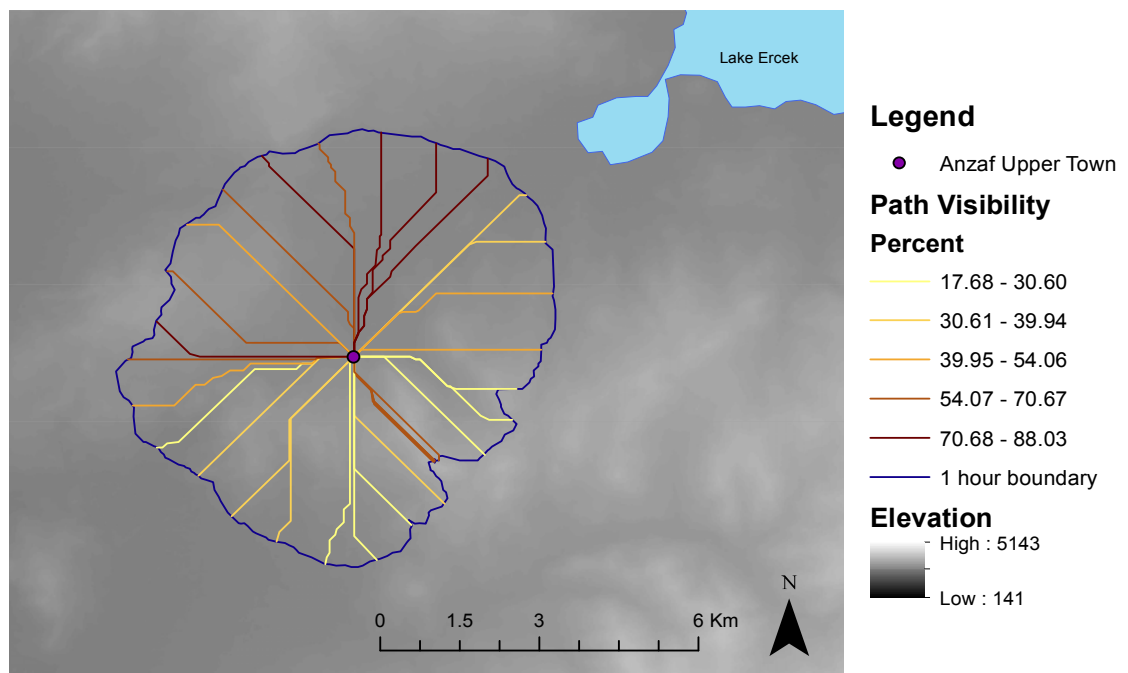 Lake Ercek
Legend
Anzaf Upper Town
Path Visibility
Percent
17.68 - 30.60
30.61 - 39.94
39.95 - 54.06
54.07 - 70.67
70.68 - 88.03
1 hour boundary
Elevation
High : 5143
Low : 141
N
0 1.5 3 6 Km